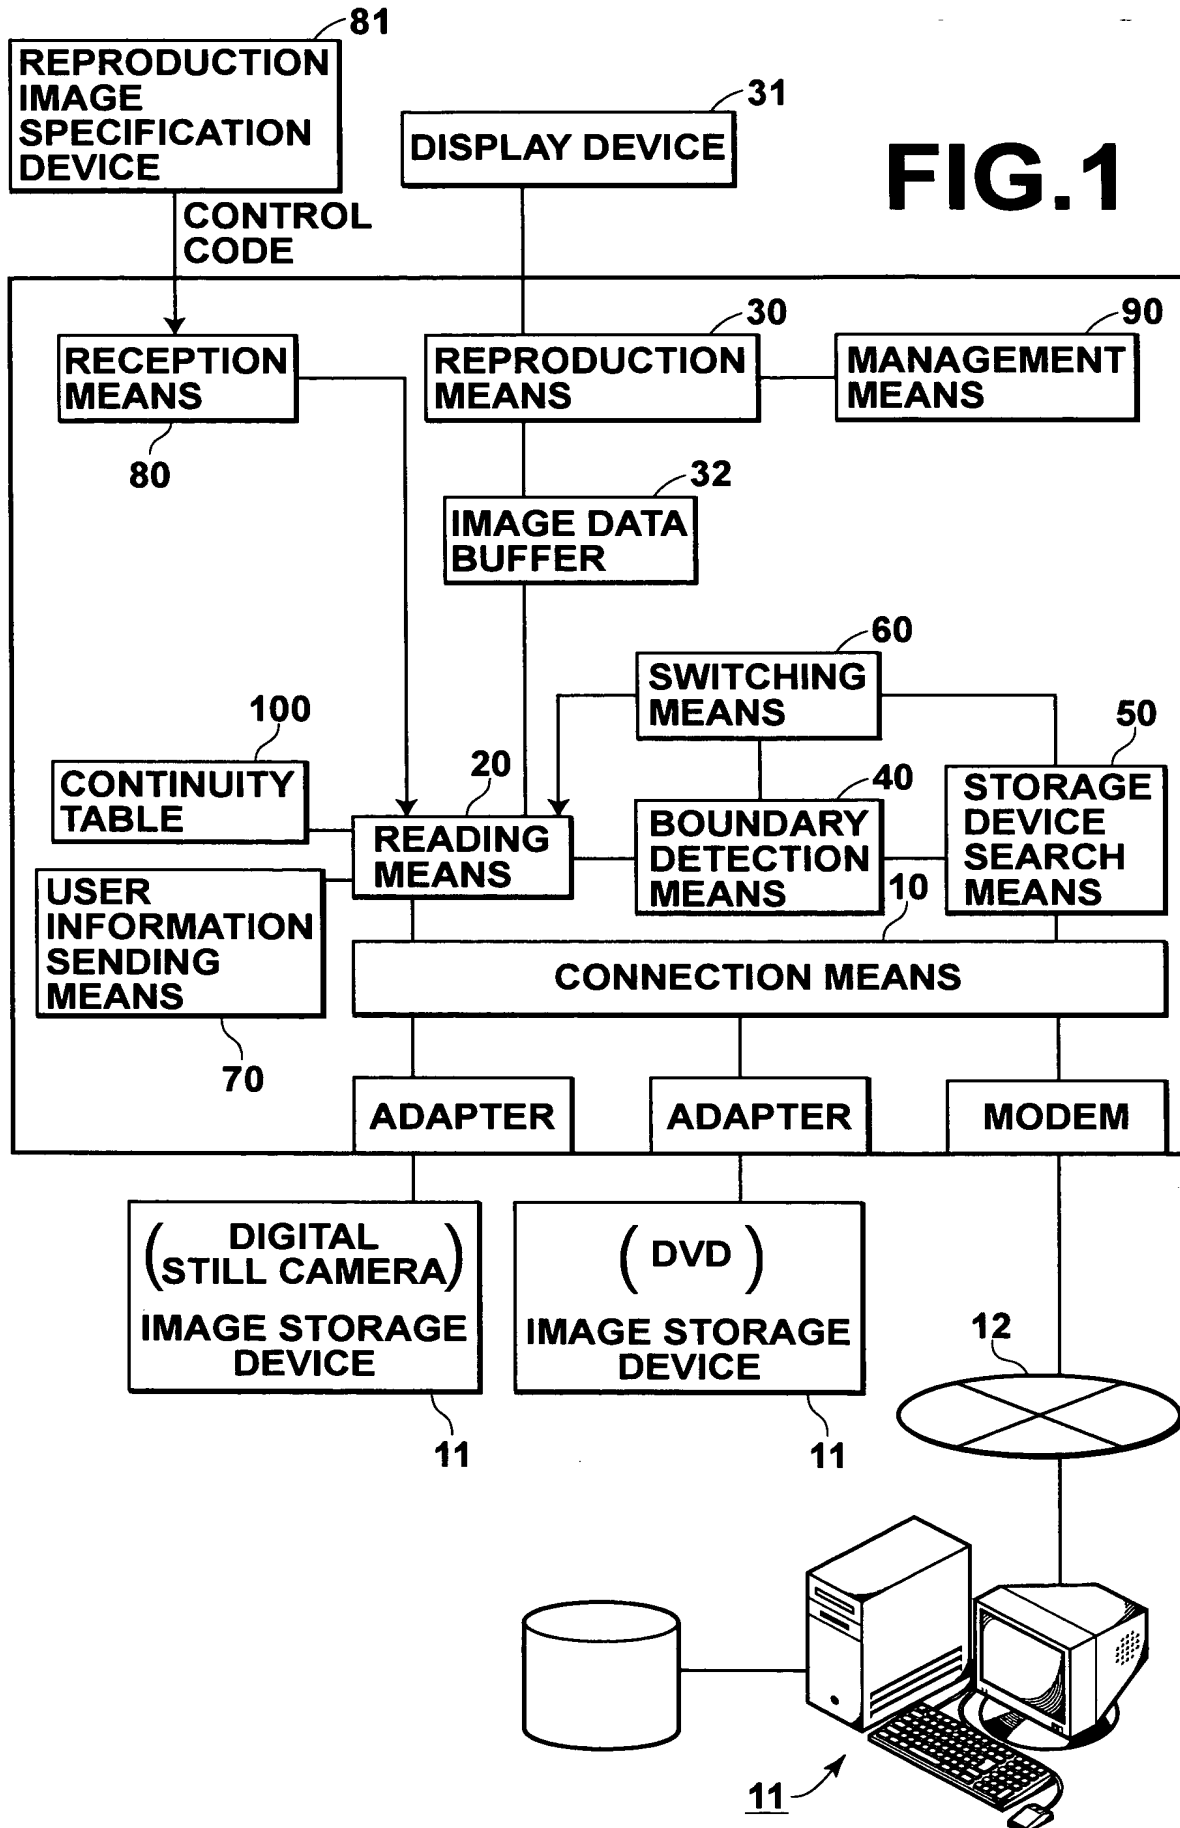 81
REPRODUCTION
IMAGE
SPECIFICATION
DEVICE
31
DISPLAY DEVICE
FIG.1
CONTROL
CODE
30
90
RECEPTION
MEANS
REPRODUCTION
MEANS
MANAGEMENT
MEANS
80
32
IMAGE DATA
BUFFER
60
SWITCHING
MEANS
100
50
CONTINUITY
TABLE
20
40
STORAGE
DEVICE
SEARCH
MEANS
READING
MEANS
BOUNDARY
DETECTION
MEANS
10
USER
INFORMATION
SENDING
MEANS
CONNECTION MEANS
70
ADAPTER
ADAPTER
MODEM
(DIGITAL
STILL CAMERA)
IMAGE STORAGE
DEVICE
(DVD)
IMAGE STORAGE
DEVICE
12
11
11
11